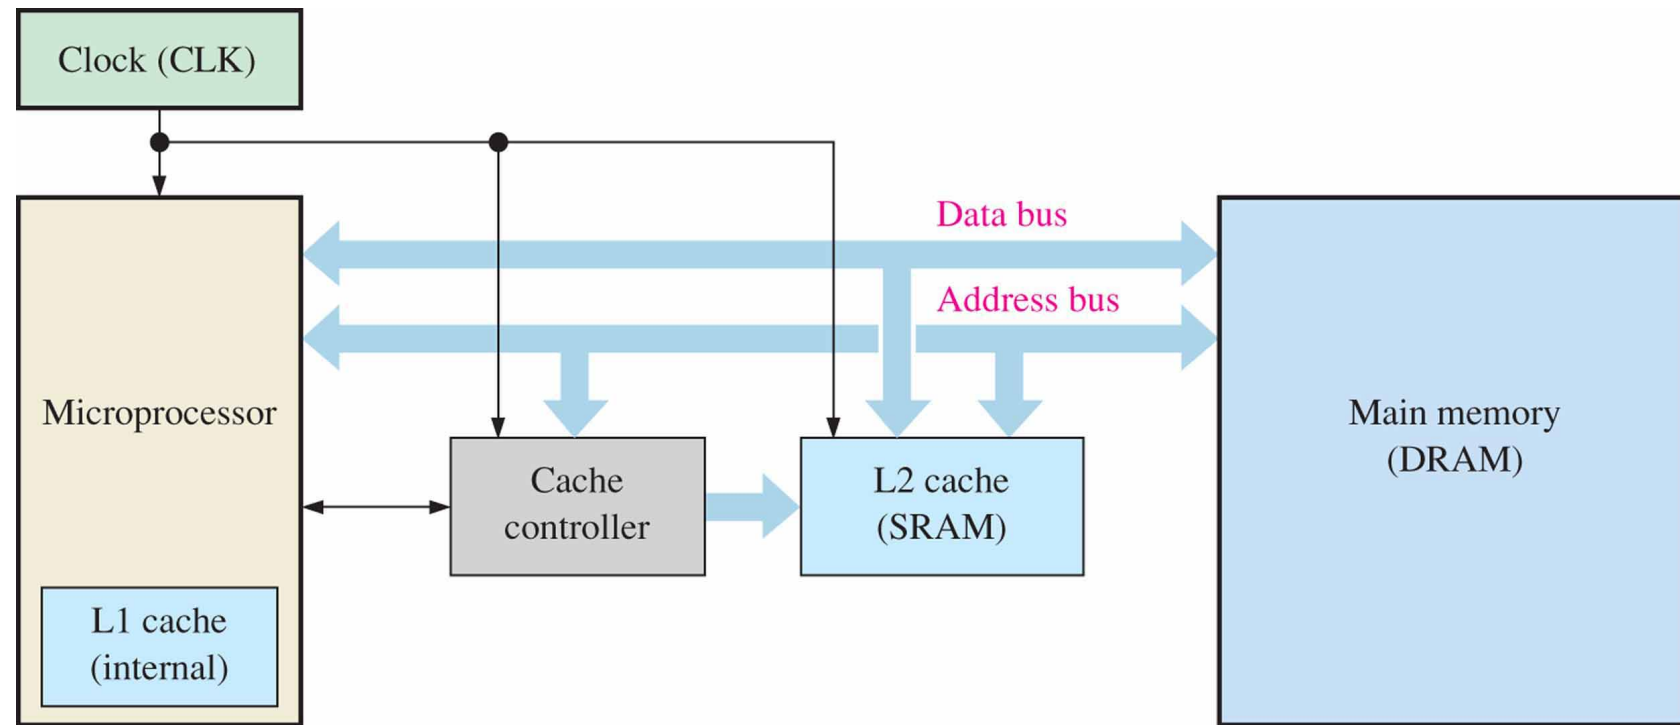 Clock (CLK)
Data bus
Address bus
Microprocessor
Main memory
(DRAM)
Cache
controller
L2 cache
(SRAM)
L1 cache
(internal)